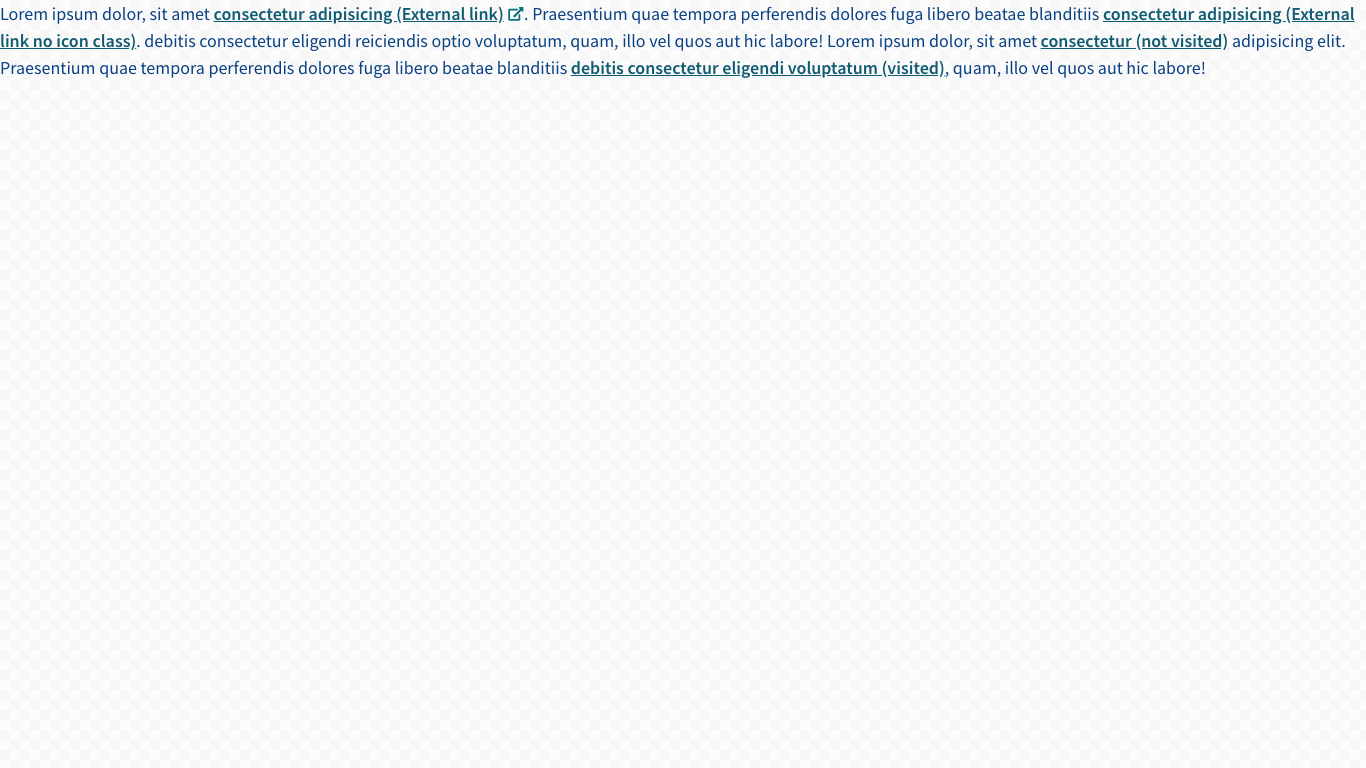 Lorem ipsum dolor, sit amet consectetur adipisicing (External link) . Praesentium quae tempora perferendis dolores fuga libero beatae blanditiis consectetur adipisicing (External
link no icon class). debitis consectetur eligendi reiciendis optio voluptatum, quam, illo vel quos aut hic labore! Lorem ipsum dolor, sit amet consectetur (not visited) adipisicing elit.
Praesentium quae tempora perferendis dolores fuga libero beatae blanditiis debitis consectetur eligendi voluptatum (visited), quam, illo vel quos aut hic labore!